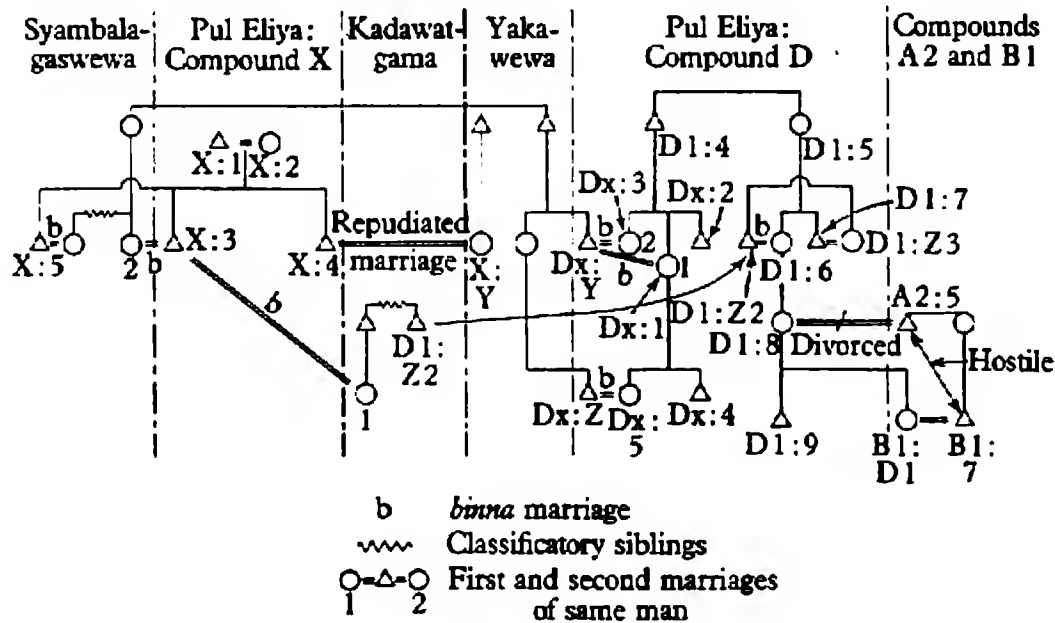 Syambala-
gaswewa
Pul Eliya:
Compound X
Kadawat-
gama
Yaka-
wewa
Pul Eliya:
Compound D
Compounds
A2 and B1
X:1
X:2
D1:4
D1:5
Dx:3
Dx:2
D1:7
b
X:5
2
b
X:3
X:4
Repudiated
marriage
X:
Y
b
Dx:
Y
2
b
1
Dx:1
b
D1:6
D1:Z3
D1:Z2
b
D1:
Z2
1
D1:8
Divorced
A2:5
Hostile
b
Dx:Z
Dx:
5
Dx:4
D1:9
B1:
D1
B1:
7
b binna marriage
Classificatory siblings
1 2
First and second marriages
of same man